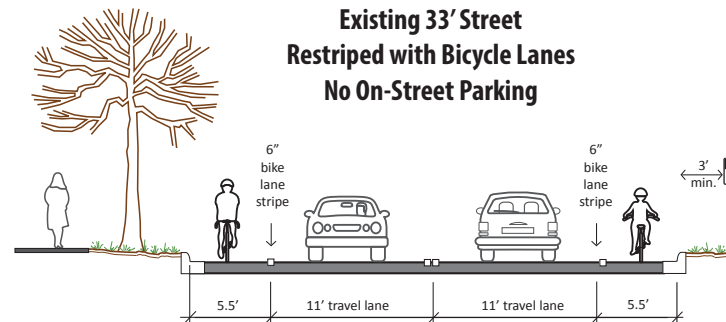 Existing 33’ Street
Restriped with Bicycle Lanes
No On-Street Parking
6”
bike
lane
stripe
6”
bike
lane
stripe
3’
min.
5.5’
11’ travel lane
11’ travel lane
5.5’